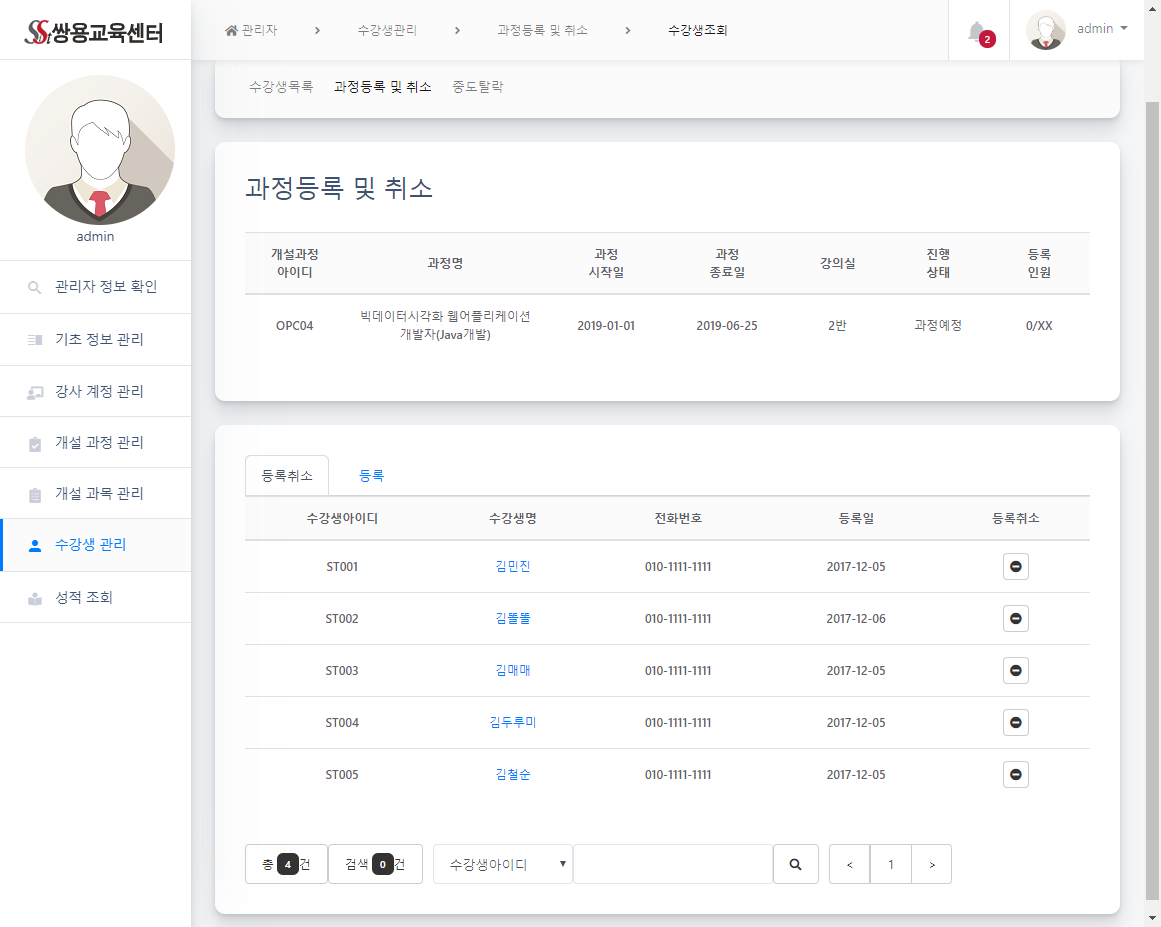 쌍용교육센터
관리자 > 수강생관리 > 과정등록 및 취소 > 수강생조회
2
admin
수강생목록 과정등록 및 취소 중도탈락
admin
관리자 정보 확인
기초 정보 관리
강사 계정 관리
개설 과정 관리
개설 과목 관리
수강생 관리
성적 조회
과정등록 및 취소
개설과정 아이디 과정명 과정 시작일 과정 종료일 강의실 진행 상태 등록 인원
OPC04 빅데이터시각화 웹어플리케이션 개발자(Java개발) 2019-01-01 2019-06-25 2반 과정예정 0/XX
등록취소 등록
수강생아이디 수강생명 전화번호 등록일 등록취소
ST001 김민진 010-1111-1111 2017-12-05
ST002 김똘똘 010-1111-1111 2017-12-06
ST003 김매매 010-1111-1111 2017-12-05
ST004 김두루미 010-1111-1111 2017-12-05
ST005 김철순 010-1111-1111 2017-12-05
총 4 건 검색 0 건 수강생아이디 < 1 >